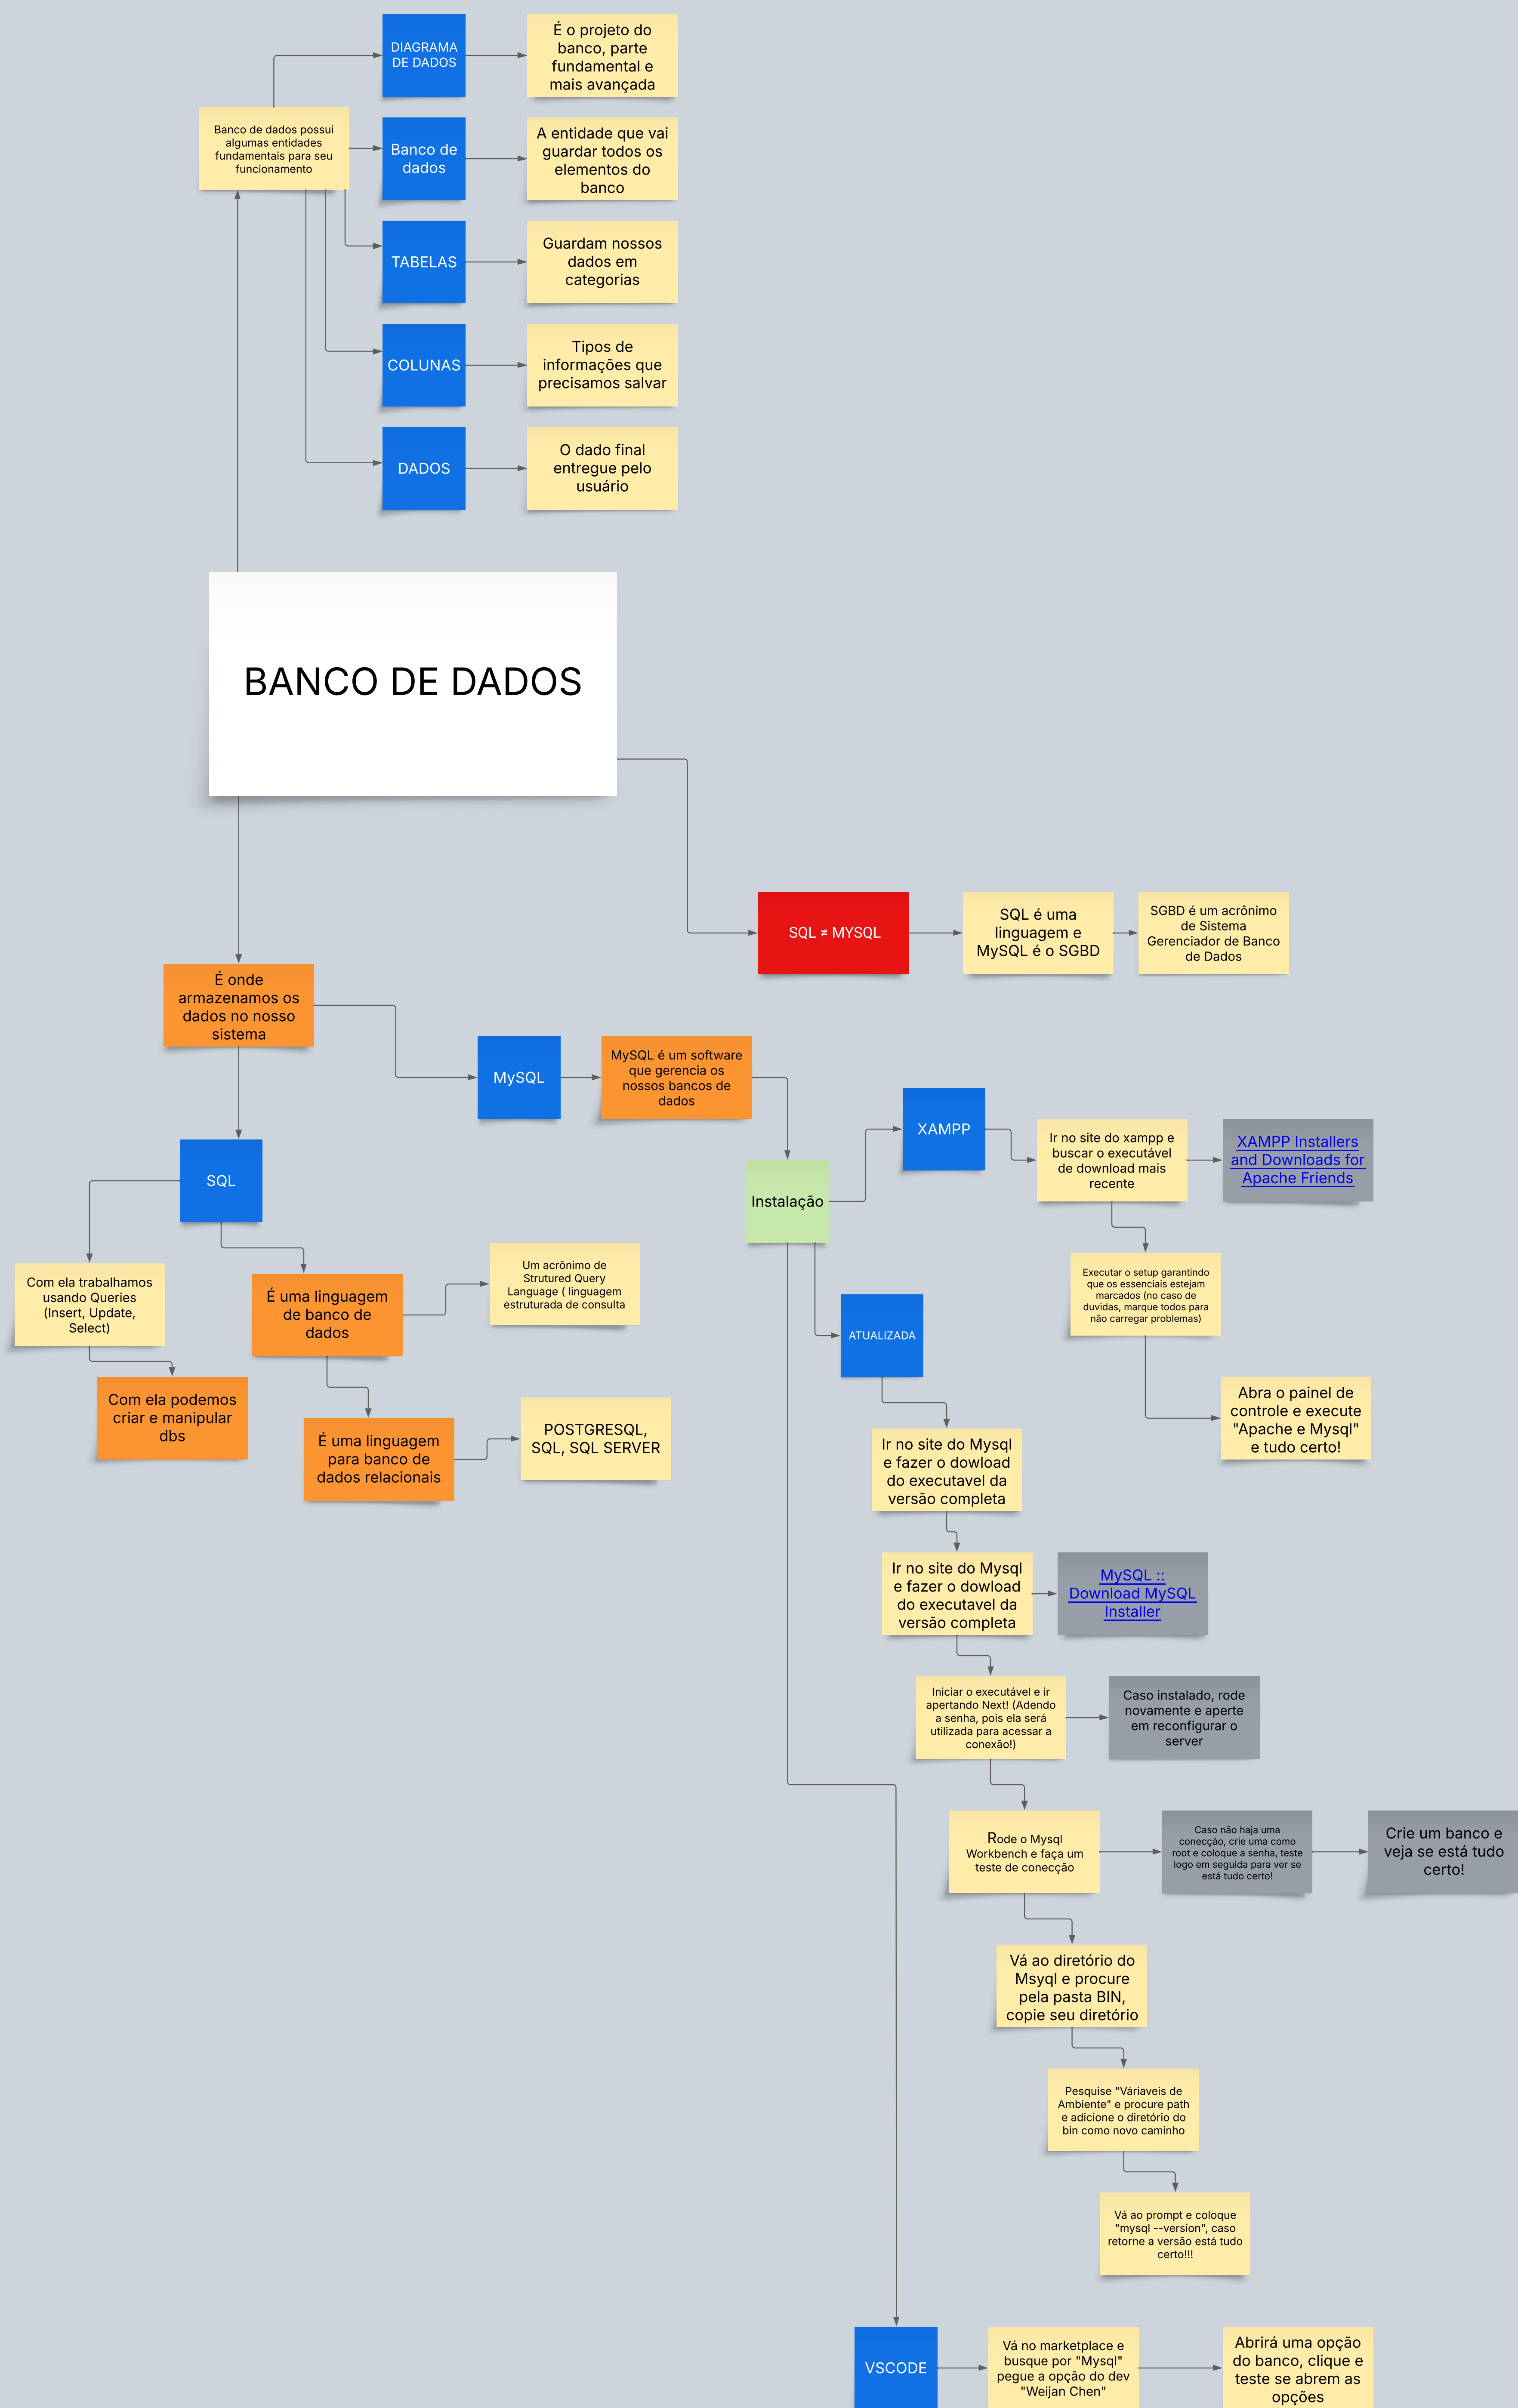 DIAGRAMA
DE DADOS
É o projeto do
banco, parte
fundamental e
mais avançada
Banco de dados possui
algumas entidades
fundamentais para seu
funcionamento
Banco de
dados
A entidade que vai
guardar todos os
elementos do
banco
TABELAS
Guardam nossos
dados em
categorias
COLUNAS
Tipos de
informações que
precisamos salvar
DADOS
O dado final
entregue pelo
usuário
BANCO DE DADOS
SQL ≠ MYSQL
SQL é uma
linguagem e
MySQL é o SGBD
SGBD é um acrônimo
de Sistema
Gerenciador de Banco
de Dados
É onde
armazenamos os
dados no nosso
sistema
MySQL
MySQL é um software
que gerencia os
nossos bancos de
dados
SQL
Com ela trabalhamos
usando Queries
(Insert, Update,
Select)
Com ela podemos
criar e manipular
dbs
É uma linguagem
de banco de
dados
Um acrônimo de
Strutured Query
Language ( linguagem
estruturada de consulta
É uma linguagem
para banco de
dados relacionais
POSTGRESQL,
SQL, SQL SERVER
Instalação
XAMPP
Ir no site do xampp e
buscar o executável
de download mais
recente
XAMPP Installers
and Downloads for
Apache Friends
Executar o setup garantindo
que os essenciais estejam
marcados (no caso de
duvidas, marque todos para
não carregar problemas)
Abra o painel de
controle e execute
"Apache e Mysql"
e tudo certo!
ATUALIZADA
Ir no site do Mysql
e fazer o dowload
do executavel da
versão completa
Ir no site do Mysql
e fazer o dowload
do executavel da
versão completa
MySQL ::
Download MySQL
Installer
Iniciar o executável e ir
apertando Next! (Adendo
a senha, pois ela será
utilizada para acessar a
conexão!)
Caso instalado, rode
novamente e aperte
em reconfigurar o
server
Rode o Mysql
Workbench e faça um
teste de conecção
Caso não haja uma
conecção, crie uma como
root e coloque a senha, teste
logo em seguida para ver se
está tudo certo!
Crie um banco e
veja se está tudo
certo!
Vá ao diretório do
Msyql e procure
pela pasta BIN,
copie seu diretório
Pesquise "Váriaveis de
Ambiente" e procure path
e adicione o diretório do
bin como novo caminho
Vá ao prompt e coloque
"mysql --version", caso
retorne a versão está tudo
certo!!!
VSCODE
Vá no marketplace e
busque por "Mysql"
pegue a opção do dev
"Weijan Chen"
Abrirá uma opção
do banco, clique e
teste se abrem as
opções